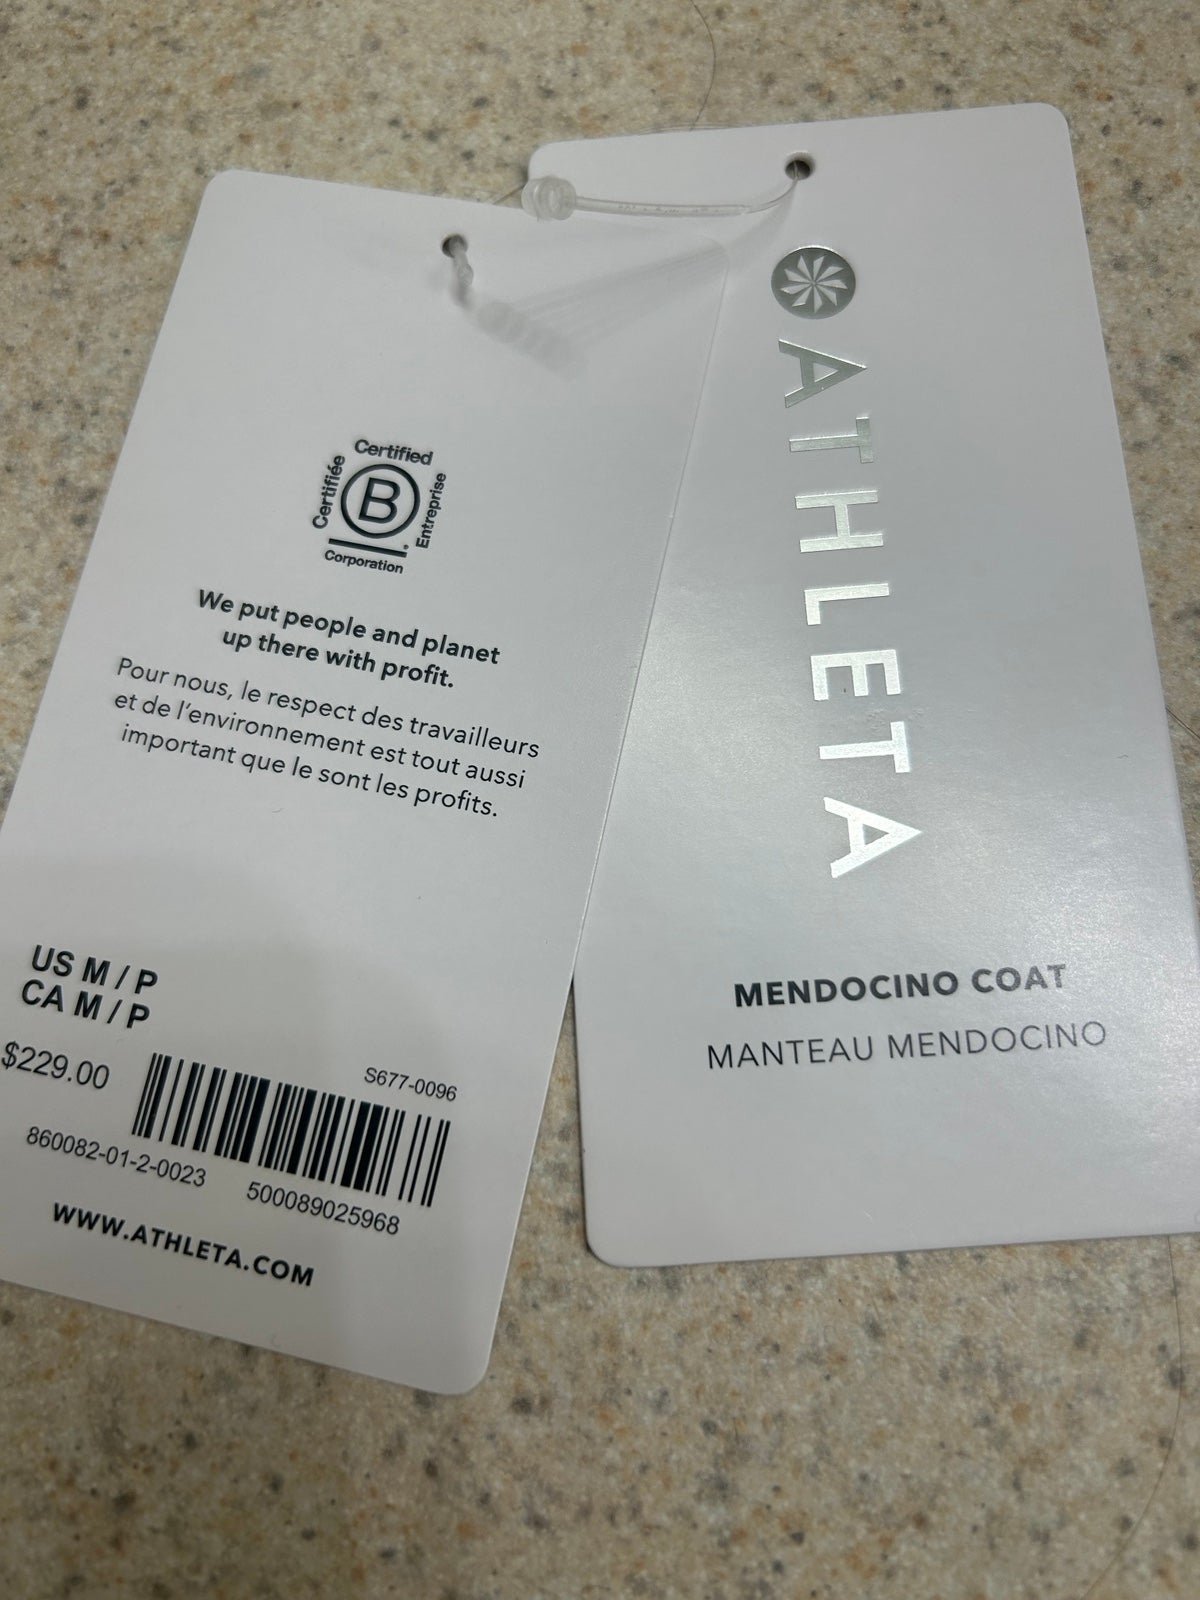 Certified
Certifiée
B
Entreprise
Corporation
We put people and planet
up there with profit.
Pour nous, le respect des travailleurs
et de l'environnement est tout aussi
important que le sont les profits.
US M / P
CA M / P
$229.00
S677-0096
860082-01-2-0023
500089025968
WWW.ATHLETA.COM
ATHLETA
MENDOCINO COAT
MANTEAU MENDOCINO